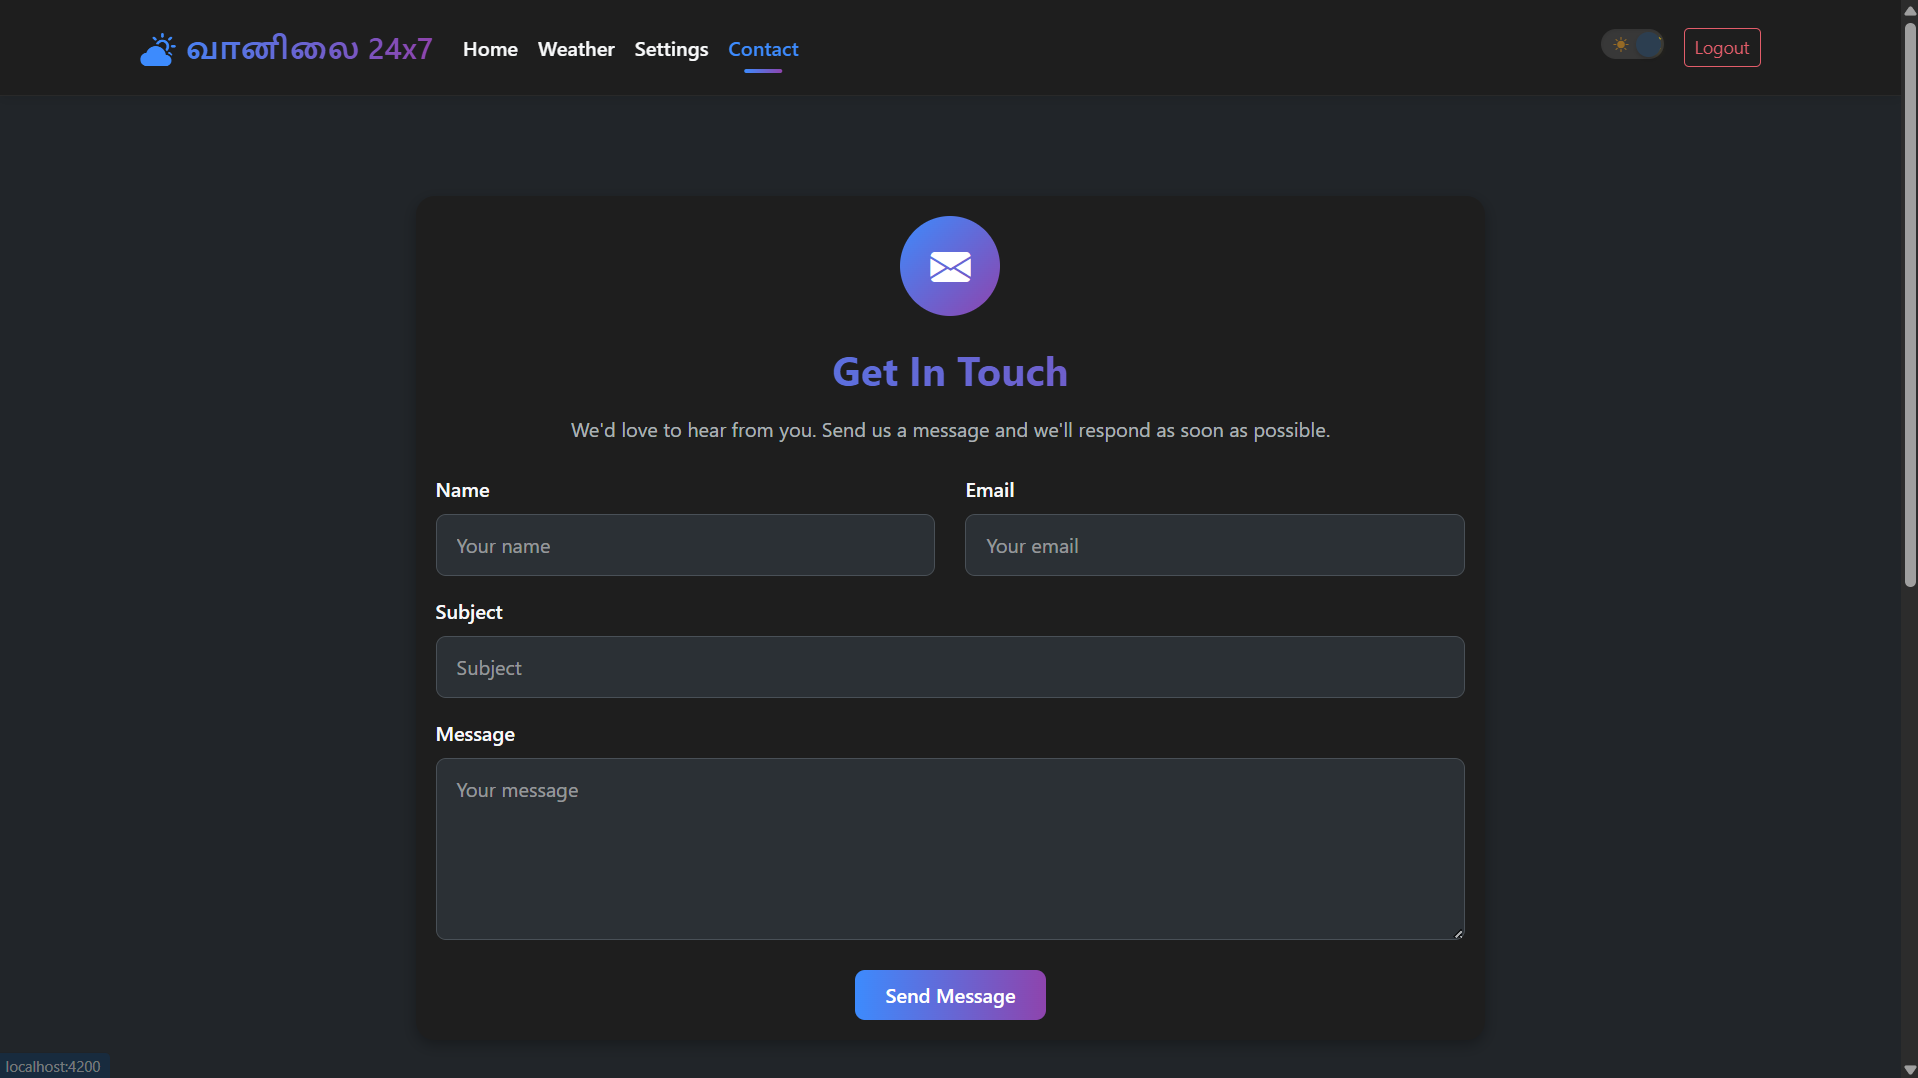 வானிலை 24x7 Home Weather Settings Contact Logout
Get In Touch
We'd love to hear from you. Send us a message and we'll respond as soon as possible.
Name Email
Your name Your email
Subject
Subject
Message
Your message
Send Message
localhost:4200